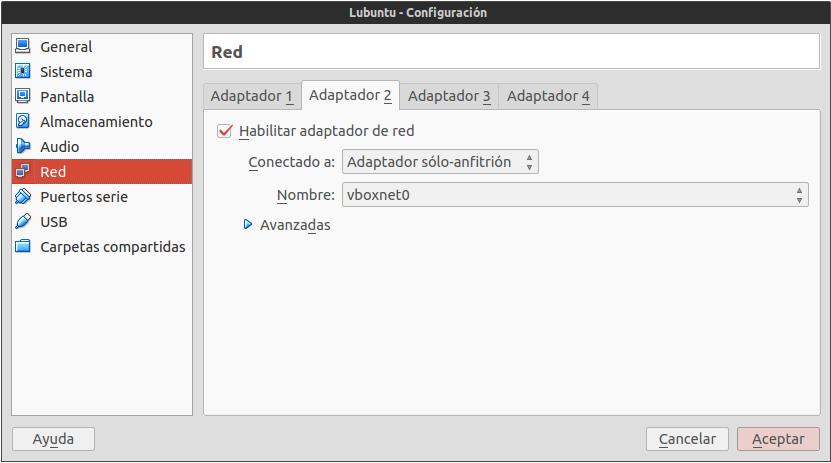 Lubuntu - Configuración
General
Sistema
Pantalla
Almacenamiento
Audio
Red
Puertos serie
USB
Carpetas compartidas
Red
Adaptador 1 Adaptador 2 Adaptador 3 Adaptador 4
Habilitar adaptador de red
Conectado a: Adaptador sólo-anfitrión
Nombre: vboxnet0
Avanzadas
Ayuda Cancelar Aceptar